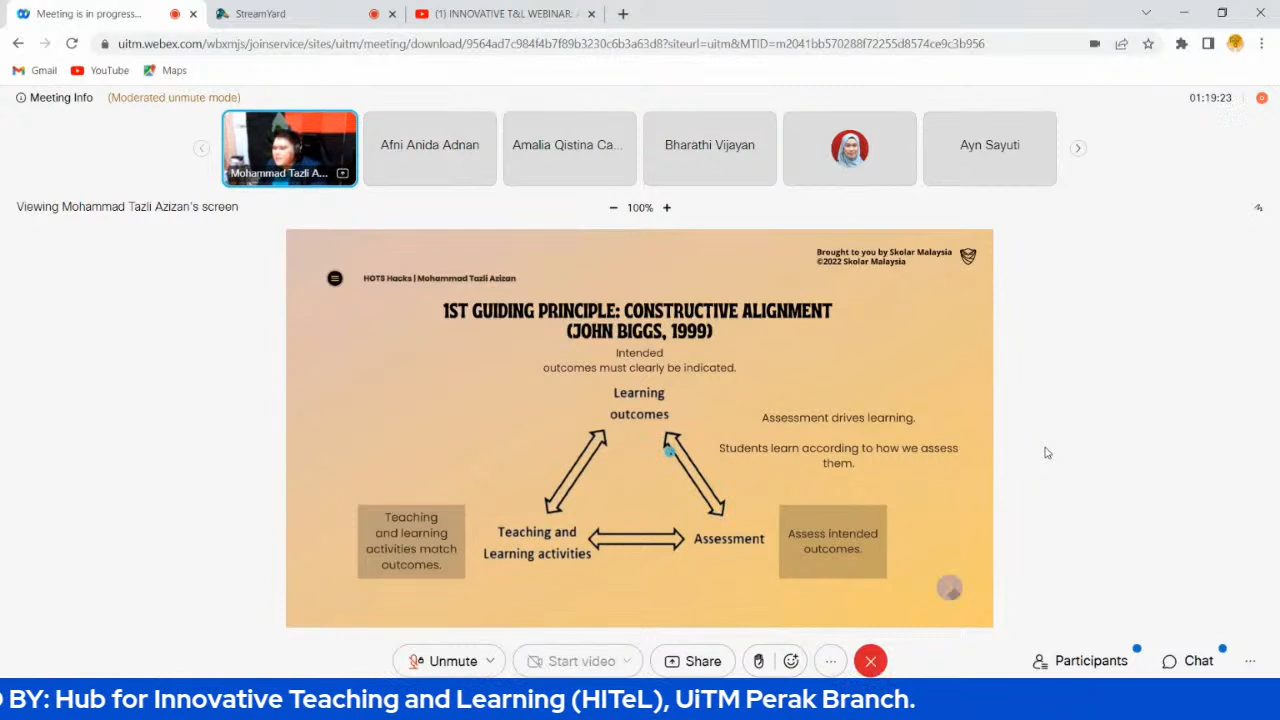 Meeting is in progress...
StreamYard
(1) INNOVATIVE T&L WEBINAR:
uitm.webex.com/wbxmjs/joinservice/sites/uitm/meeting/download/9564ad7c984f4b7f89b3230c6b3a63d8?siteurl=uitm&MTID=m2041bb570288f72255d8574ce9c3b956
Gmail
YouTube
Maps
Meeting Info
(Moderated unmute mode)
01:19:23
Mohammad Tazli A...
Afni Anida Adnan
Amalia Qistina Ca...
Bharathi Vijayan
Ayn Sayuti
Viewing Mohammad Tazli Azizan's screen
− 100% +
Brought to you by Skolar Malaysia
©2022 Skolar Malaysia
HOTS Hacks | Mohammad Tazli Azizan
1ST GUIDING PRINCIPLE: CONSTRUCTIVE ALIGNMENT
(JOHN BIGGS, 1999)
Intended
outcomes must clearly be indicated.
Learning
outcomes
Assessment drives learning.
Students learn according to how we assess
them.
Teaching
and learning
activities match
outcomes.
Teaching and
Learning activities
Assessment
Assess intended
outcomes.
Unmute
Start video
Share
Participants
Chat
BY: Hub for Innovative Teaching and Learning (HITeL), UiTM Perak Branch.